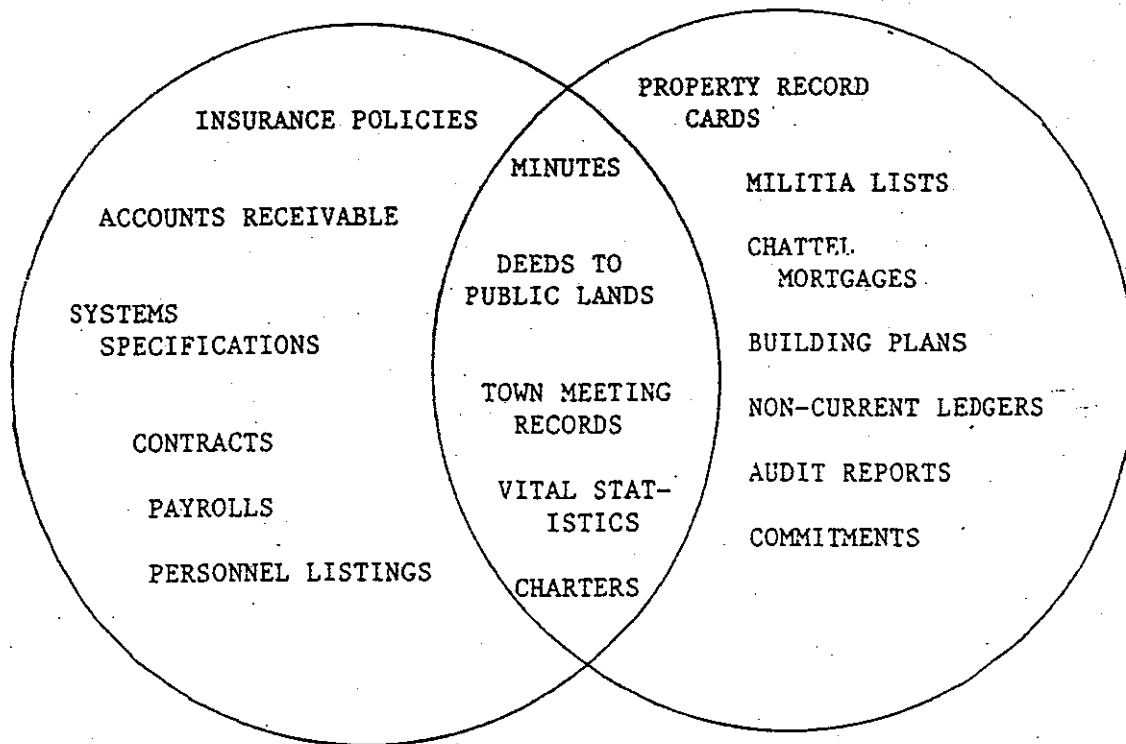 INSURANCE POLICIES
ACCOUNTS RECEIVABLE
SYSTEMS
SPECIFICATIONS
CONTRACTS
PAYROLLS
PERSONNEL LISTINGS
MINUTES
DEEDS TO
PUBLIC LANDS
TOWN MEETING
RECORDS
VITAL STAT-
ISTICS
CHARTERS
PROPERTY RECORD
CARDS
MILITIA LISTS
CHATTEL
MORTGAGES
BUILDING PLANS
NON-CURRENT LEDGERS
AUDIT REPORTS
COMMITMENTS